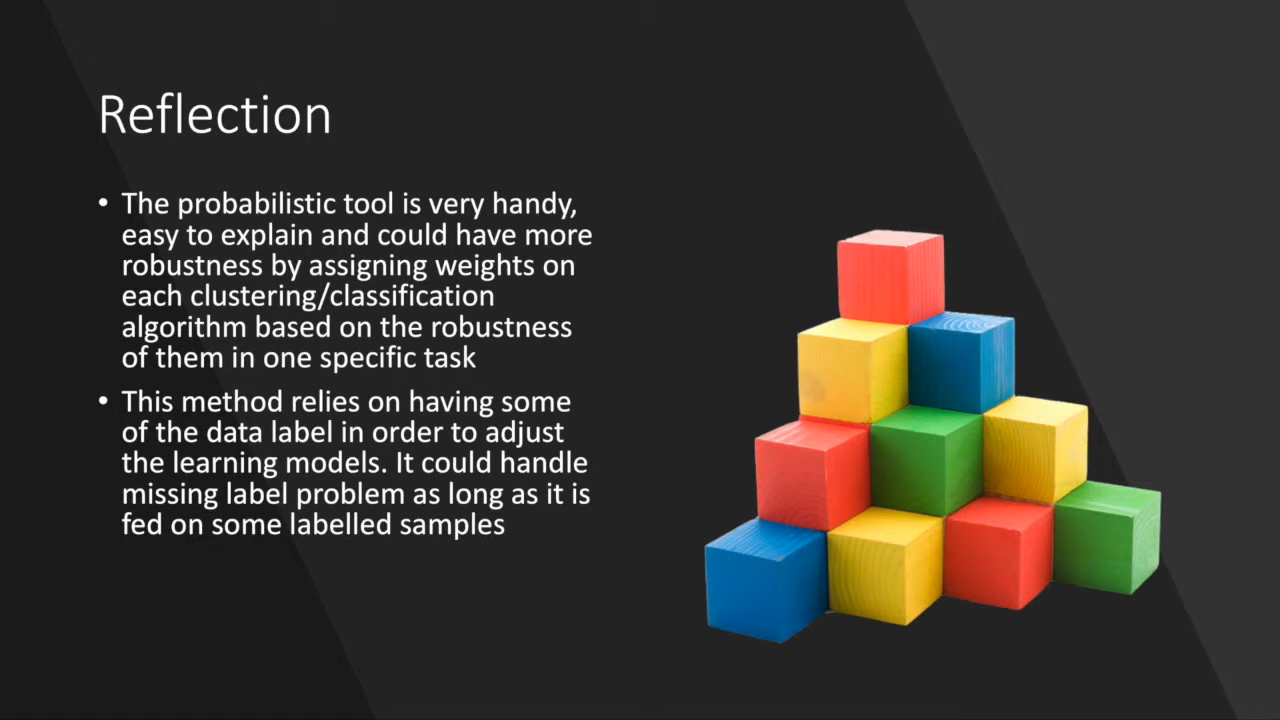 Reflection
• The probabilistic tool is very handy,
easy to explain and could have more
robustness by assigning weights on
each clustering/classification
algorithm based on the robustness
of them in one specific task
• This method relies on having some
of the data label in order to adjust
the learning models. It could handle
missing label problem as long as it is
fed on some labelled samples